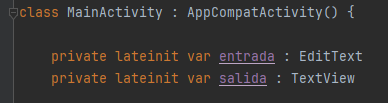 class MainActivity : AppCompatActivity() {
private lateinit var entrada : EditText
private lateinit var salida : TextView